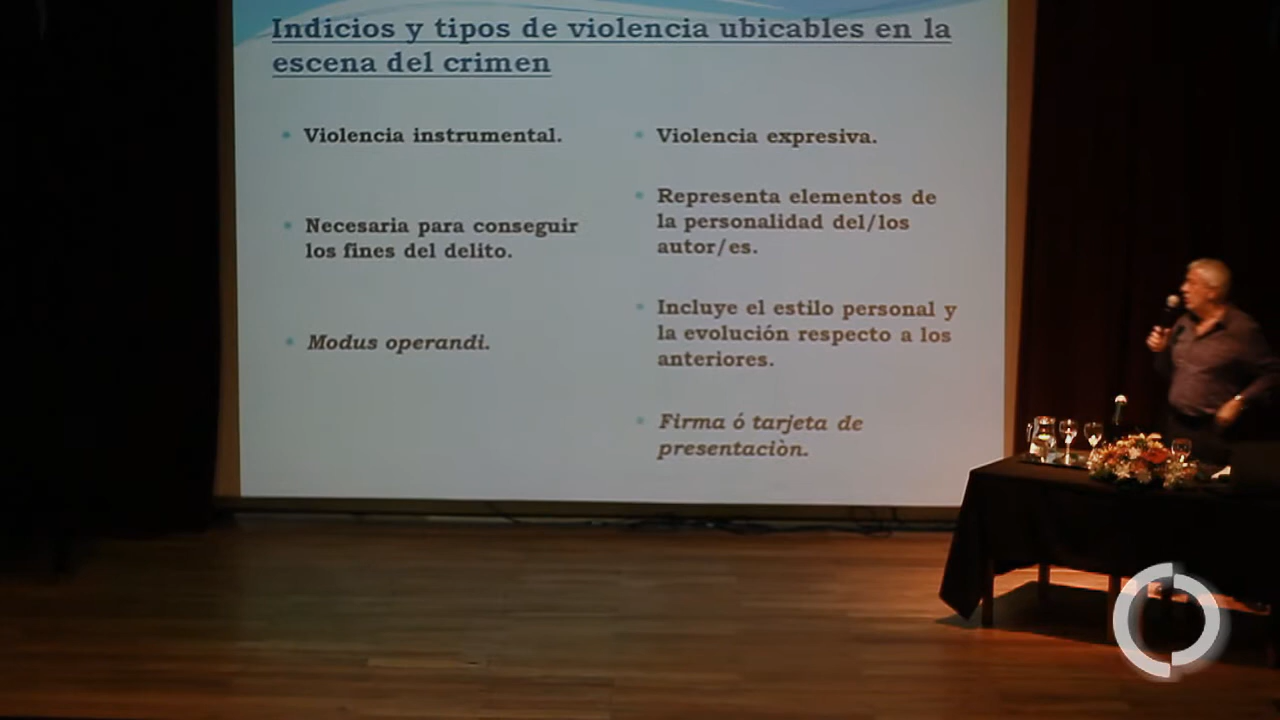 Indicios y tipos de violencia ubicables en la
escena del crimen
Violencia instrumental.
Necesaria para conseguir
los fines del delito.
Modus operandi.
Violencia expresiva.
Representa elementos de
la personalidad del/los
autor/es.
Incluye el estilo personal y
la evolución respecto a los
anteriores.
Firma ó tarjeta de
presentaciòn.